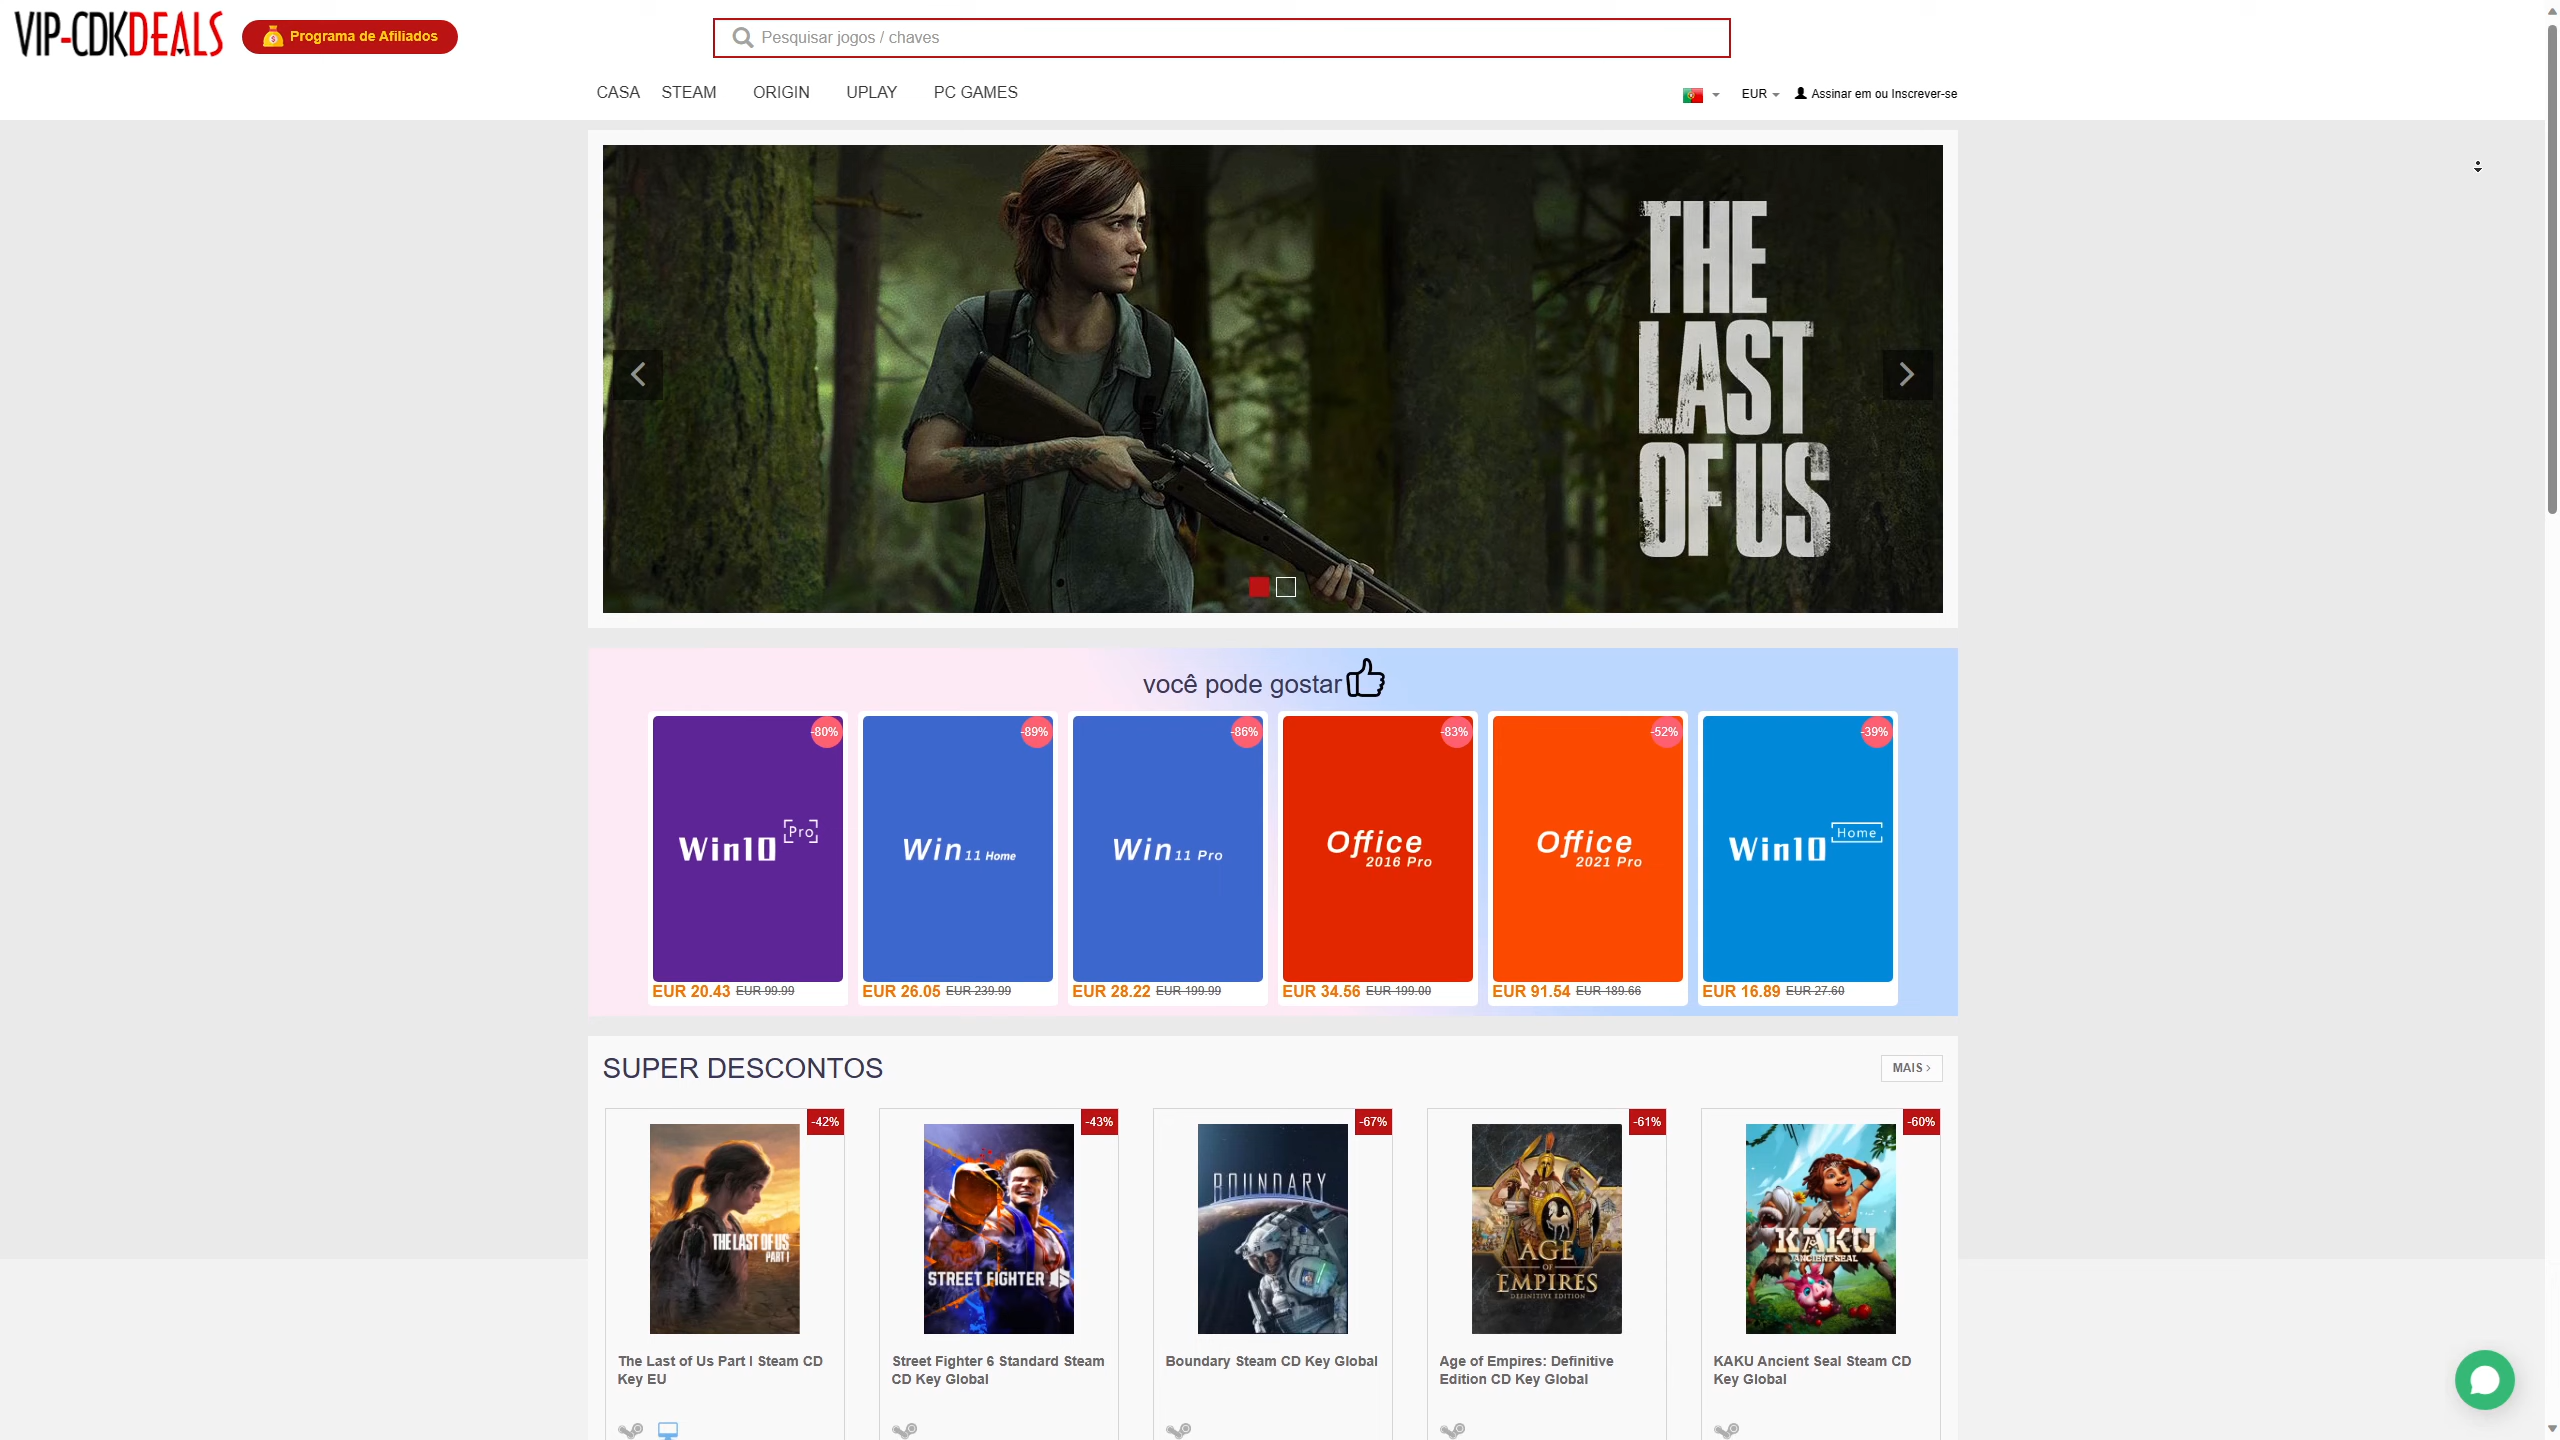 VIP-CDKDEALS
Programa de Afiliados
Pesquisar jogos / chaves
CASA STEAM ORIGIN UPLAY PC GAMES
EUR
Assinar em ou Inscrever-se
THE
LAST
OF US
você pode gostar
-80%
Win10 Pro
EUR 20.43 EUR 99.99
-89%
Win 11 Home
EUR 26.05 EUR 239.99
-86%
Win 11 Pro
EUR 28.22 EUR 199.99
-83%
Office
2016 Pro
EUR 34.56 EUR 199.00
-52%
Office
2021 Pro
EUR 91.54 EUR 189.66
-39%
Win10 Home
EUR 16.89 EUR 27.60
SUPER DESCONTOS
MAIS ›
-42%
THE LAST OF US
PART I
The Last of Us Part I Steam CD
Key EU
-43%
STREET FIGHTER 6
Street Fighter 6 Standard Steam
CD Key Global
-67%
BOUNDARY
Boundary Steam CD Key Global
-61%
AGE
OF
EMPIRES
DEFINITIVE EDITION
Age of Empires: Definitive
Edition CD Key Global
-60%
KAKU
ANCIENT SEAL
KAKU Ancient Seal Steam CD
Key Global